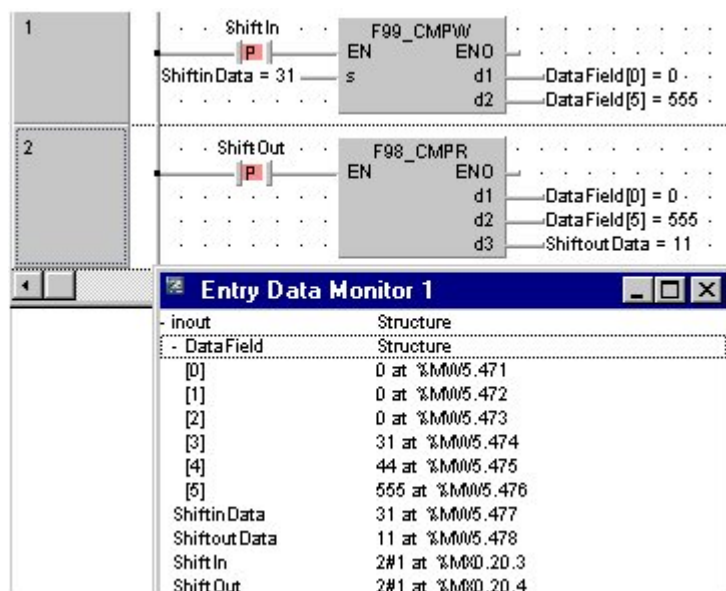 1
ShiftIn
P
F99_CMPW
EN ENO
ShiftinData = 31 s d1 DataField[0] = 0
d2 DataField[5] = 555
2
ShiftOut
P
F98_CMPR
EN ENO
d1 DataField[0] = 0
d2 DataField[5] = 555
d3 ShiftoutData = 11
Entry Data Monitor 1
- inout Structure
- DataField Structure
[0] 0 at %MW5.471
[1] 0 at %MW5.472
[2] 0 at %MW5.473
[3] 31 at %MW5.474
[4] 44 at %MW5.475
[5] 555 at %MW5.476
ShiftinData 31 at %MW5.477
ShiftoutData 11 at %MW5.478
ShiftIn 2#1 at %MX0.20.3
ShiftOut 2#1 at %MX0.20.4